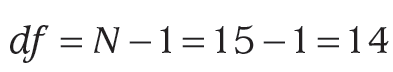 df = N − 1 = 15 − 1 = 14